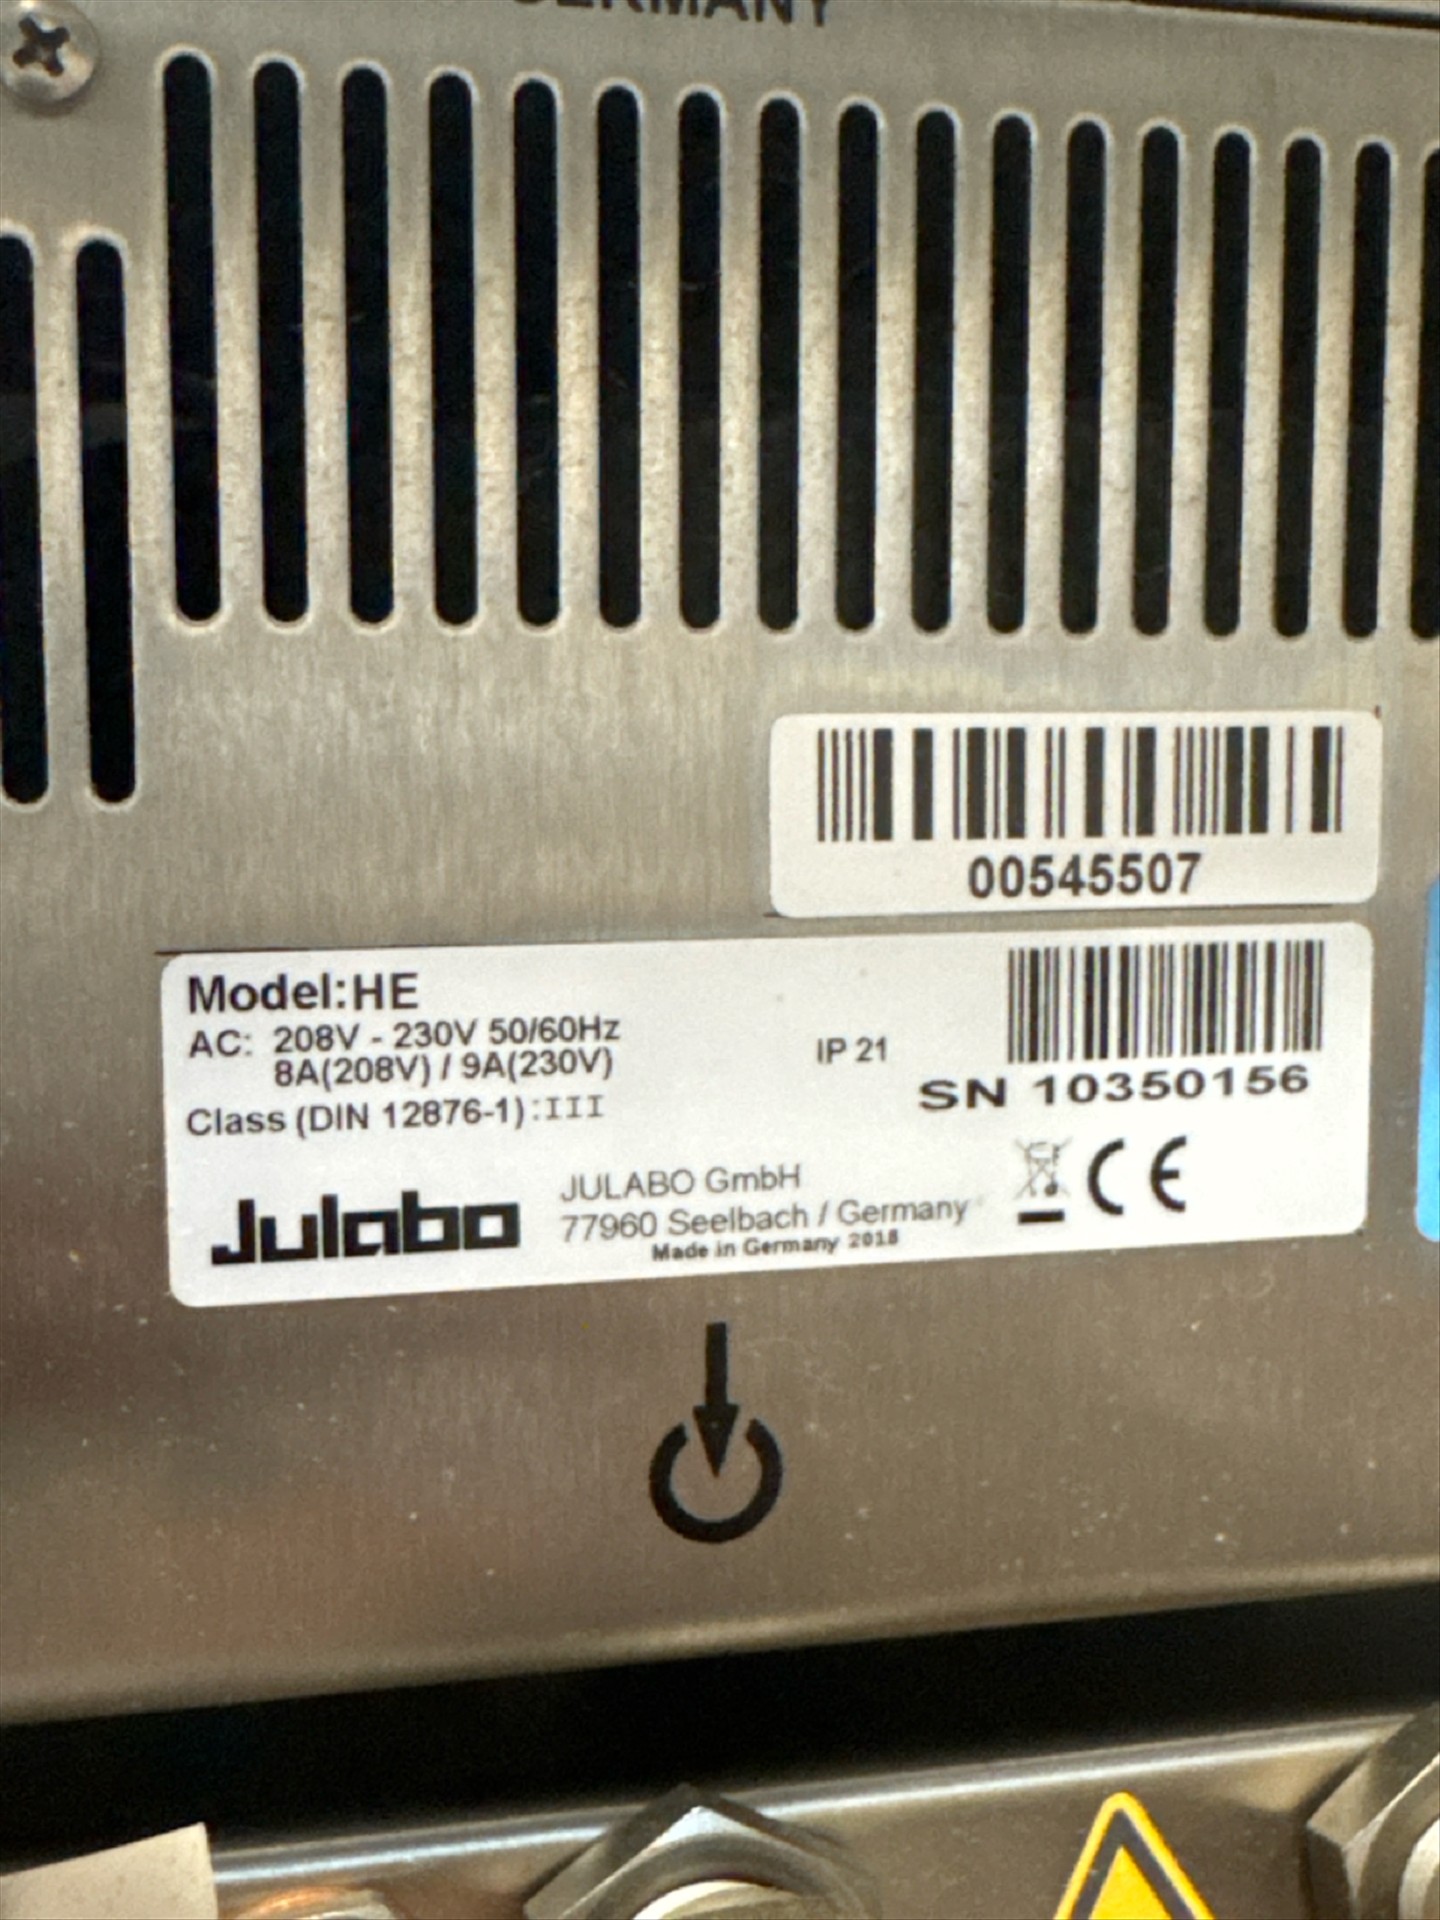 GERMANY
00545507
Model:HE
AC: 208V - 230V 50/60Hz
8A(208V) / 9A(230V)
IP 21
SN 10350156
Class (DIN 12876-1):III
Julabo
JULABO GmbH
77960 Seelbach / Germany
Made in Germany 2018
CE